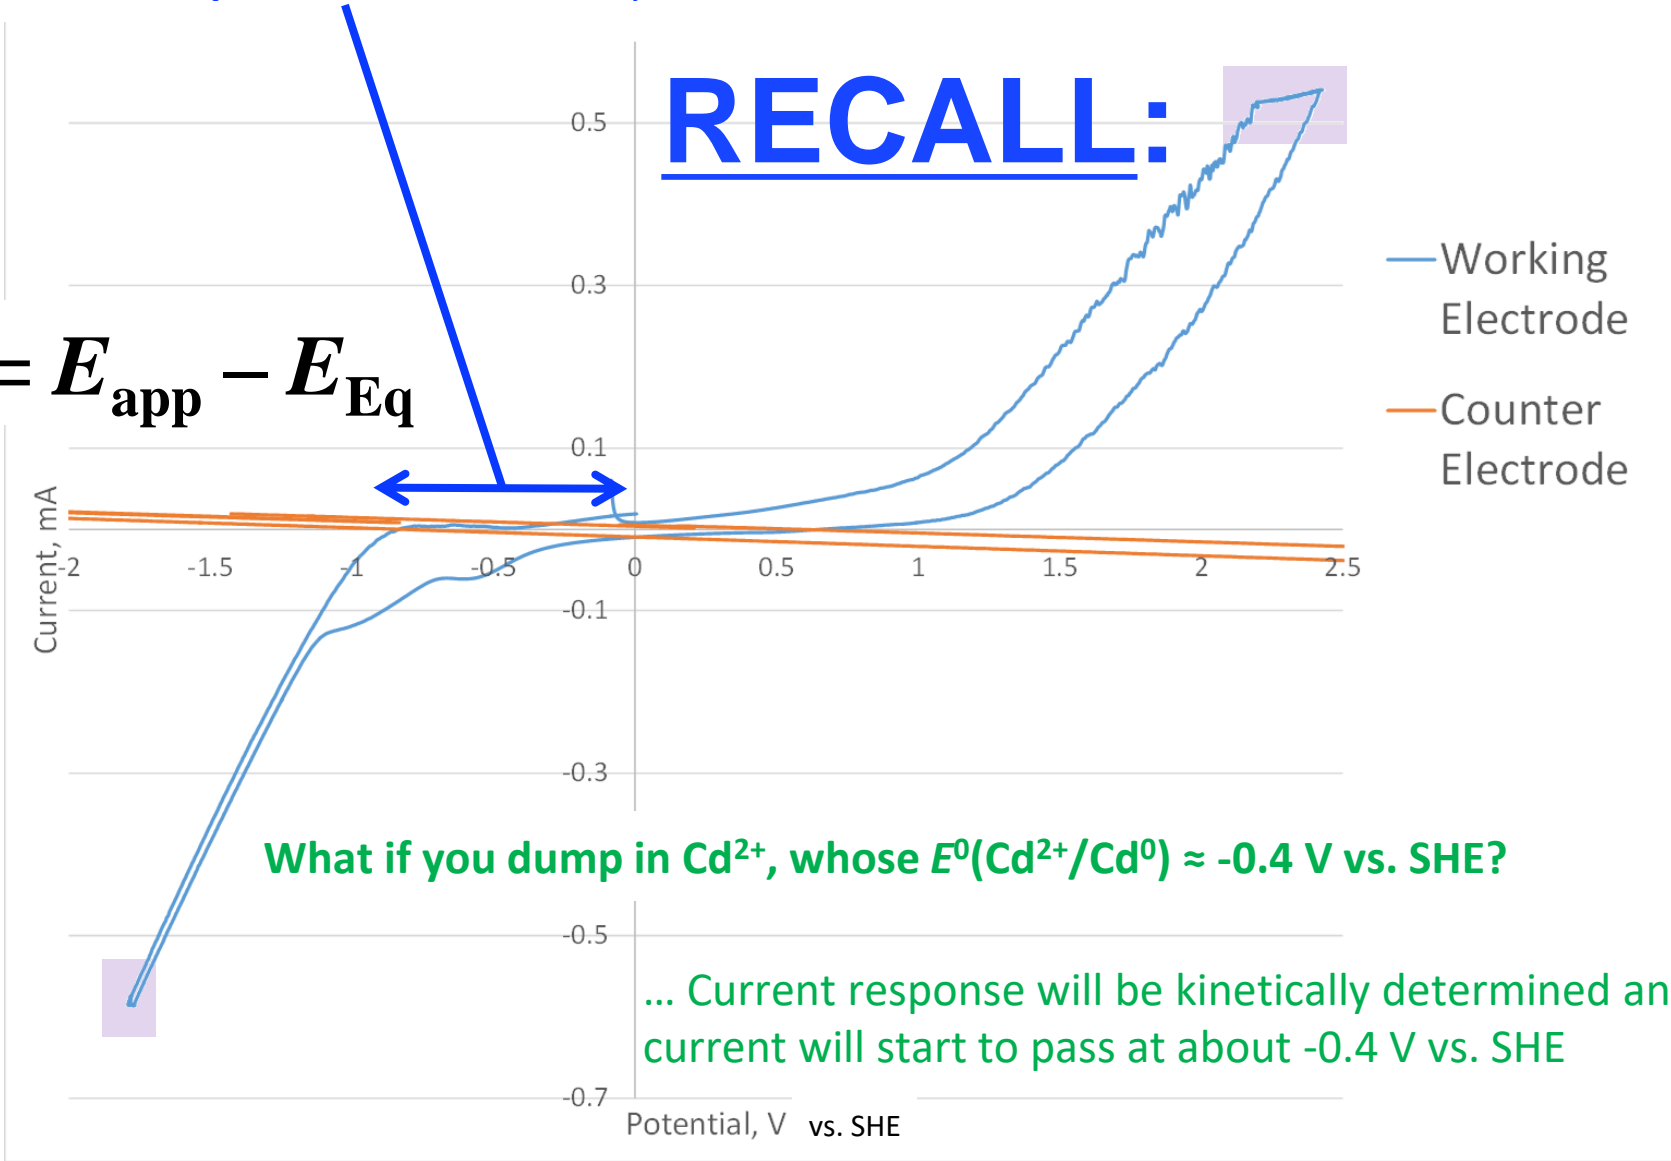 RECALL:
0.5
0.3
0.1
-0.1
-0.3
-0.5
-0.7
Working
Electrode
Counter
Electrode
= E_app – E_Eq
Current, mA
-2 -1.5 -1 -0.5 0 0.5 1 1.5 2 2.5
What if you dump in Cd²⁺, whose E⁰(Cd²⁺/Cd⁰) ≈ -0.4 V vs. SHE?
... Current response will be kinetically determined an
current will start to pass at about -0.4 V vs. SHE
Potential, V vs. SHE